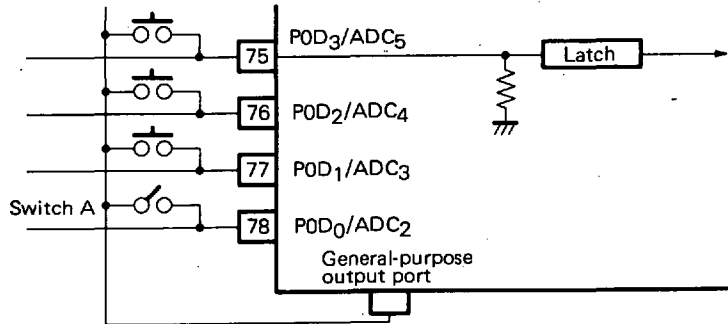 P0D3/ADC5
75
Latch
76
P0D2/ADC4
77
P0D1/ADC3
Switch A
78
P0D0/ADC2
General-purpose
output port